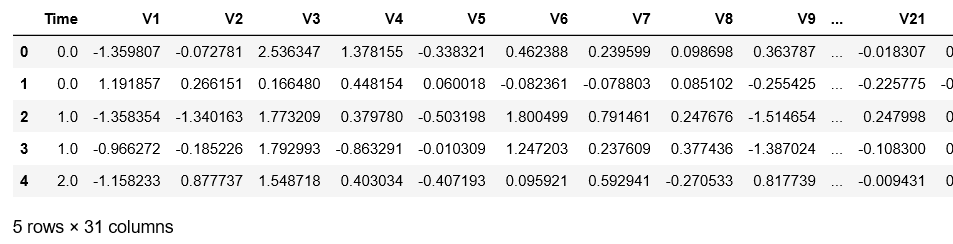 Time V1 V2 V3 V4 V5 V6 V7 V8 V9 ... V21
0 0.0 -1.359807 -0.072781 2.536347 1.378155 -0.338321 0.462388 0.239599 0.098698 0.363787 ... -0.018307 0
1 0.0 1.191857 0.266151 0.166480 0.448154 0.060018 -0.082361 -0.078803 0.085102 -0.255425 ... -0.225775 -0
2 1.0 -1.358354 -1.340163 1.773209 0.379780 -0.503198 1.800499 0.791461 0.247676 -1.514654 ... 0.247998 0
3 1.0 -0.966272 -0.185226 1.792993 -0.863291 -0.010309 1.247203 0.237609 0.377436 -1.387024 ... -0.108300 0
4 2.0 -1.158233 0.877737 1.548718 0.403034 -0.407193 0.095921 0.592941 -0.270533 0.817739 ... -0.009431 0
5 rows × 31 columns